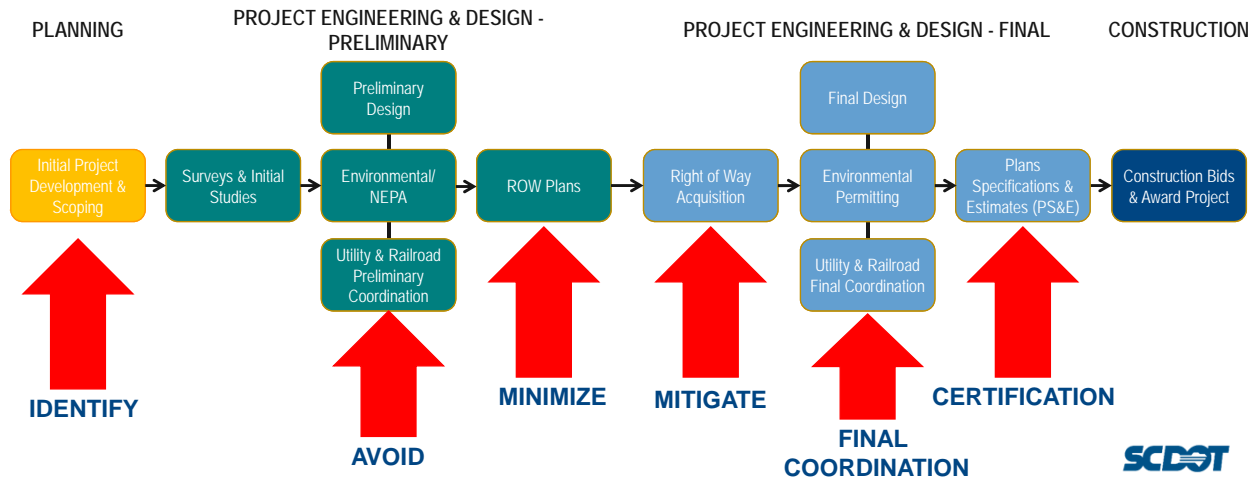 PLANNING
PROJECT ENGINEERING & DESIGN -
PRELIMINARY
PROJECT ENGINEERING & DESIGN - FINAL
CONSTRUCTION
Preliminary
Design
Final Design
Initial Project
Development &
Scoping
Surveys & Initial
Studies
Environmental/
NEPA
ROW Plans
Right of Way
Acquisition
Environmental
Permitting
Plans
Specifications &
Estimates (PS&E)
Construction Bids
& Award Project
Utility & Railroad
Preliminary
Coordination
Utility & Railroad
Final Coordination
IDENTIFY
AVOID
MINIMIZE
MITIGATE
FINAL
COORDINATION
CERTIFICATION
SCDOT